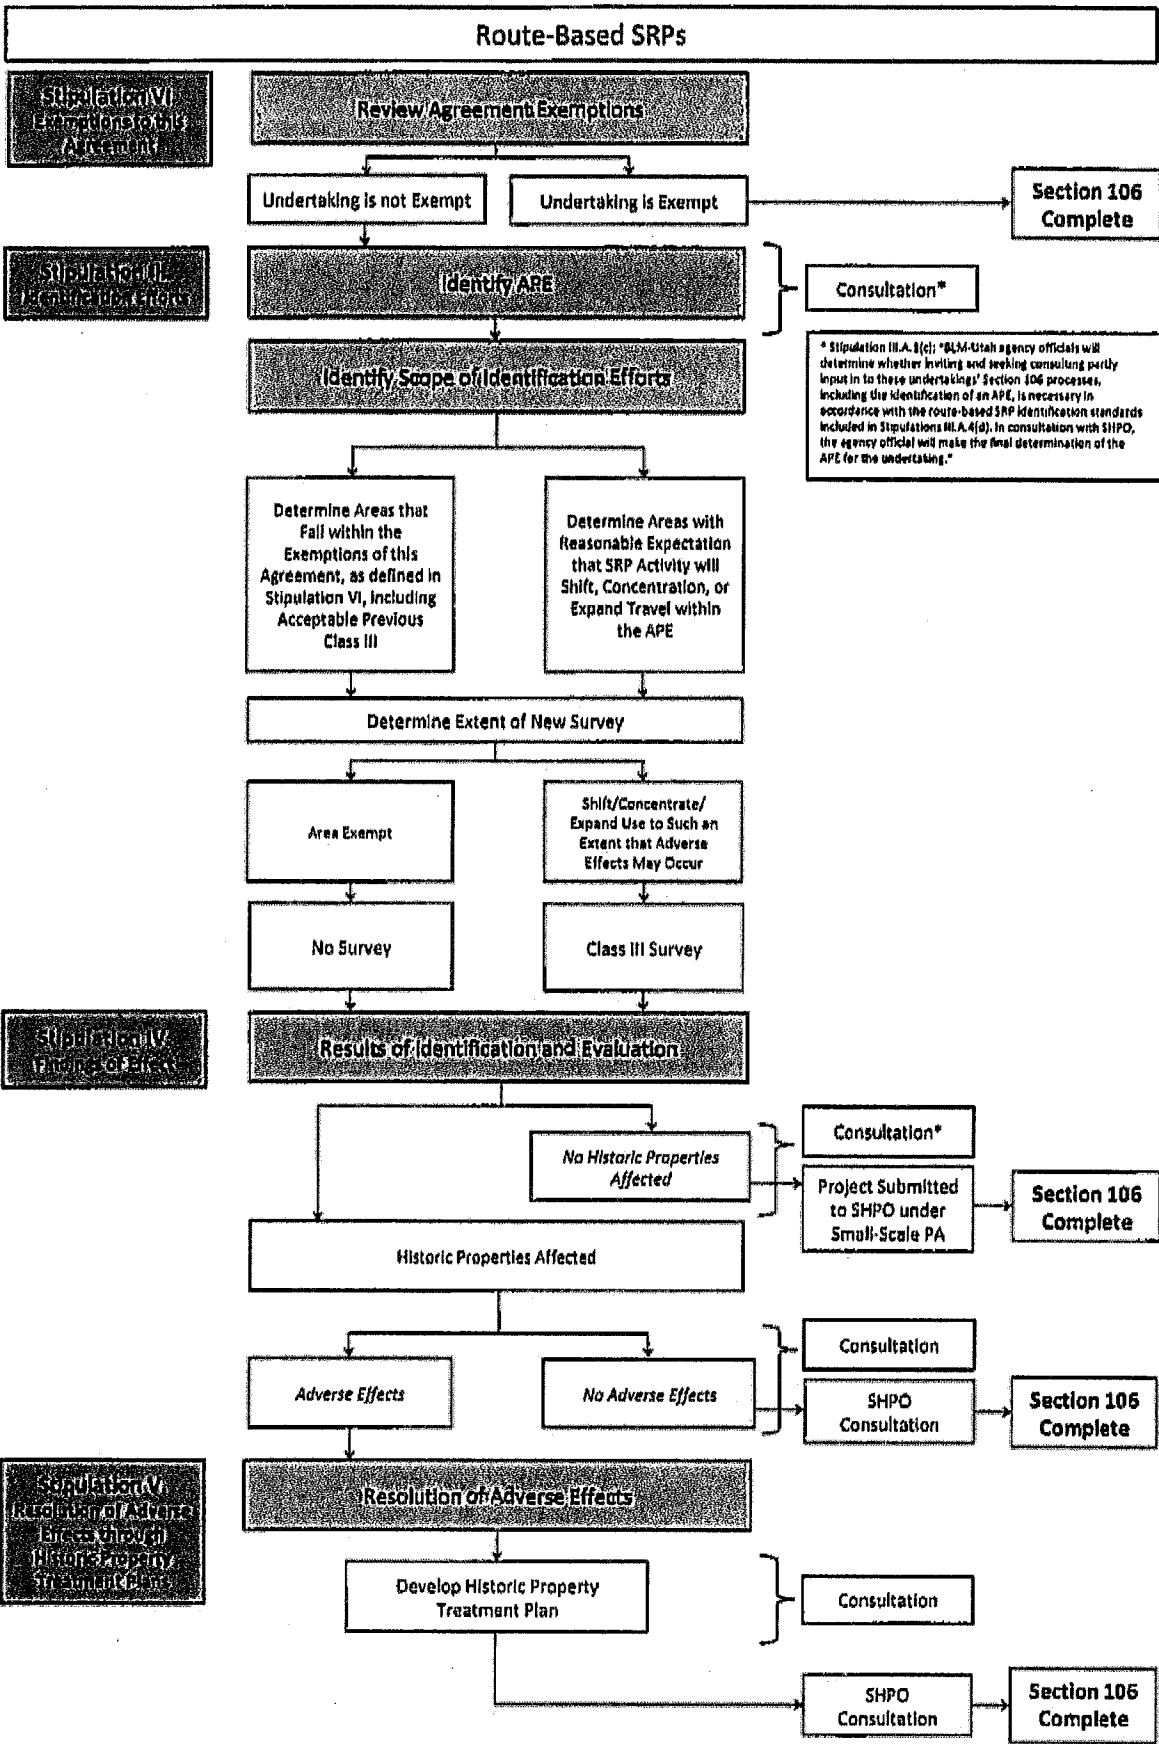 Route-Based SRPs
Stipulation VI
Exemptions to this
Agreement
Review Agreement Exemptions
Undertaking is not Exempt
Undertaking is Exempt
Section 106
Complete
Stipulation III
Identification Efforts
Identify APE
Consultation*
* Stipulation III.A.1(c); "BLM-Utah agency officials will
determine whether inviting and seeking consulting party
input in to these undertakings' Section 106 processes,
including the identification of an APE, is necessary in
accordance with the route-based SRP identification standards
included in Stipulations III.A.4(d). In consultation with SHPO,
the agency official will make the final determination of the
APE for the undertaking."
Identify Scope of Identification Efforts
Determine Areas that
Fall within the
Exemptions of this
Agreement, as defined in
Stipulation VI, including
Acceptable Previous
Class III
Determine Areas with
Reasonable Expectation
that SRP Activity will
Shift, Concentration, or
Expand Travel within
the APE
Determine Extent of New Survey
Area Exempt
Shift/Concentrate/
Expand Use to Such an
Extent that Adverse
Effects May Occur
No Survey
Class III Survey
Stipulation IV
Findings of Effect
Results of Identification and Evaluation
No Historic Properties
Affected
Consultation*
Project Submitted
to SHPO under
Small-Scale PA
Section 106
Complete
Historic Properties Affected
Adverse Effects
No Adverse Effects
Consultation
SHPO
Consultation
Section 106
Complete
Stipulation V
Resolution of Adverse
Effects through
Historic Property
Treatment Plans
Resolution of Adverse Effects
Develop Historic Property
Treatment Plan
Consultation
SHPO
Consultation
Section 106
Complete